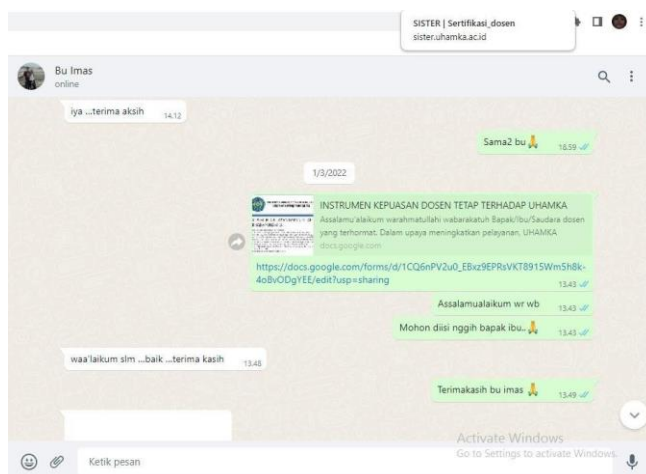 SISTER | Sertifikasi_dosen
sister.uhamka.ac.id
Bu Imas
online
iya ...terima aksih 14.12
Sama2 bu 🙏 16.59
1/3/2022
INSTRUMEN KEPUASAN DOSEN TETAP TERHADAP UHAMKA
Assalamu'alaikum warahmatullahi wabarakatuh Bapak/Ibu/Saudara dosen
yang terhormat. Dalam upaya meningkatkan pelayanan, UHAMKA
docs.google.com
https://docs.google.com/forms/d/1CQ6nPV2u0_EBxz9EPRsVKT8915Wm5h8k-
4oBvODgYEE/edit?usp=sharing
13.43
Assalamualaikum wr wb 13.43
Mohon diisi nggih bapak ibu.. 🙏 13.43
waa'laikum slm ...baik ...terima kasih 13.48
Terimakasih bu imas 🙏 13.49
Activate Windows
Go to Settings to activate Windows.
Ketik pesan